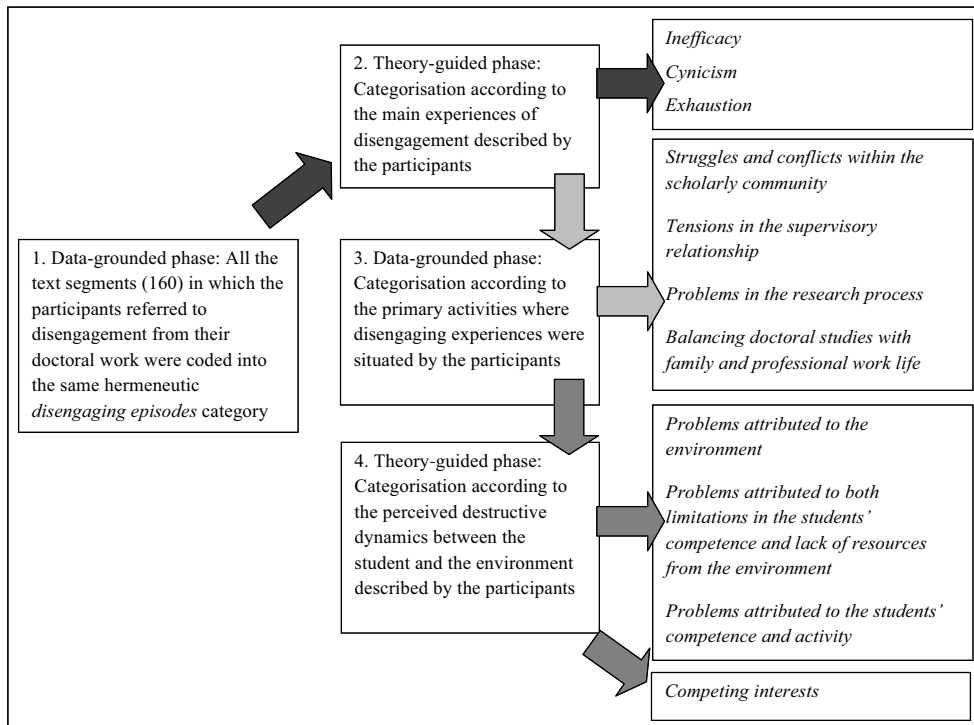 2. Theory-guided phase:
Categorisation according to
the main experiences of
disengagement described by
the participants
Inefficacy
Cynicism
Exhaustion
1. Data-grounded phase: All the
text segments (160) in which the
participants referred to
disengagement from their
doctoral work were coded into
the same hermeneutic
disengaging episodes category
3. Data-grounded phase:
Categorisation according to
the primary activities where
disengaging experiences were
situated by the participants
Struggles and conflicts within the
scholarly community
Tensions in the supervisory
relationship
Problems in the research process
Balancing doctoral studies with
family and professional work life
4. Theory-guided phase:
Categorisation according to
the perceived destructive
dynamics between the
student and the environment
described by the participants
Problems attributed to the
environment
Problems attributed to both
limitations in the students’
competence and lack of resources
from the environment
Problems attributed to the students’
competence and activity
Competing interests